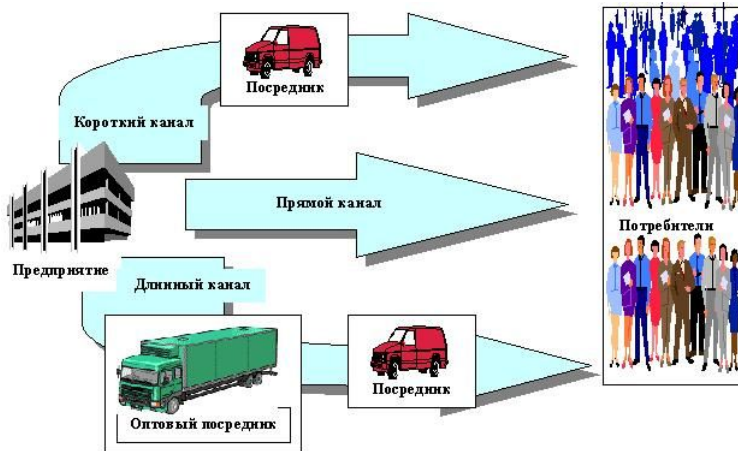 Посредник
Короткий канал
Прямой канал
Потребители
Предприятие
Длинный канал
Посредник
Оптовый посредник